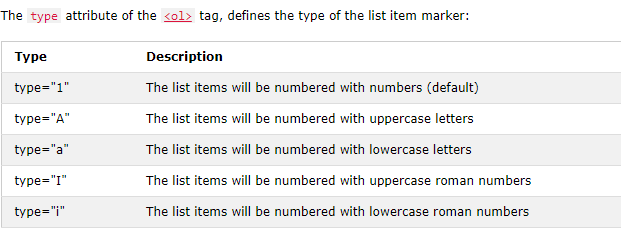 The type attribute of the <ol> tag, defines the type of the list item marker:
Type Description
type="1" The list items will be numbered with numbers (default)
type="A" The list items will be numbered with uppercase letters
type="a" The list items will be numbered with lowercase letters
type="I" The list items will be numbered with uppercase roman numbers
type="i" The list items will be numbered with lowercase roman numbers